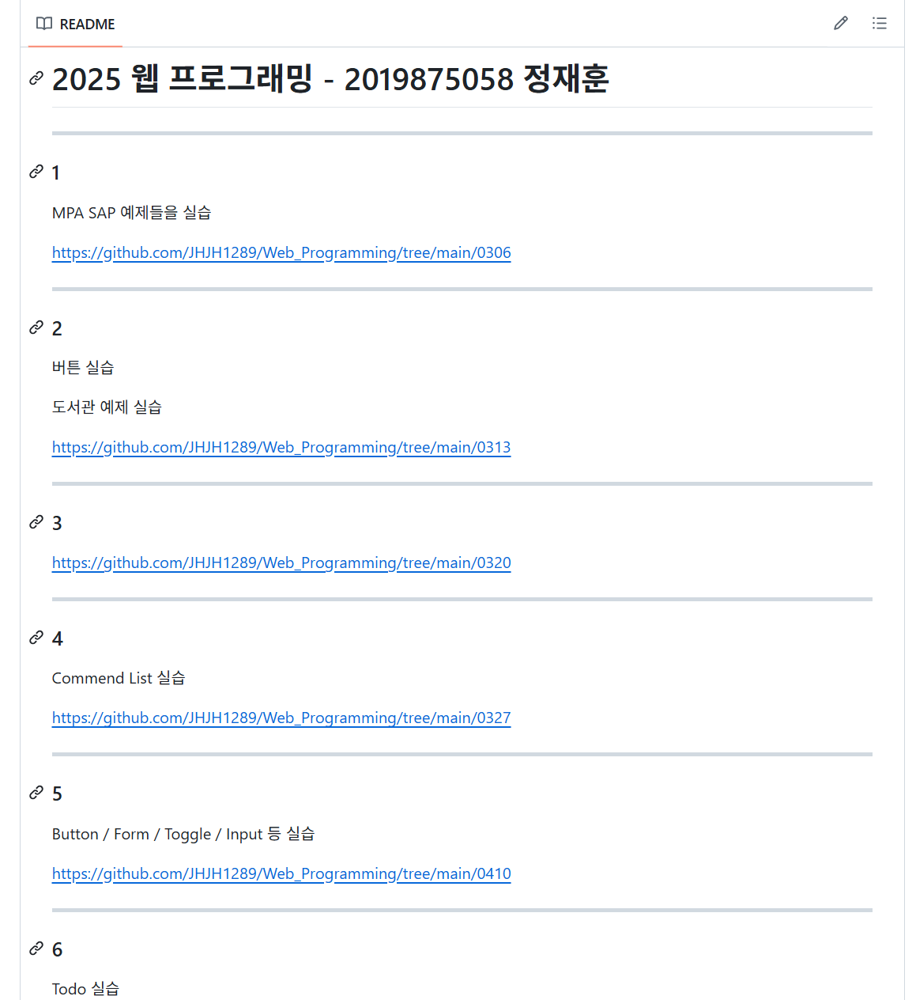 README
2025 웹 프로그래밍 - 2019875058 정재훈
1
MPA SAP 예제들을 실습
https://github.com/JHJH1289/Web_Programming/tree/main/0306
2
버튼 실습
도서관 예제 실습
https://github.com/JHJH1289/Web_Programming/tree/main/0313
3
https://github.com/JHJH1289/Web_Programming/tree/main/0320
4
Commend List 실습
https://github.com/JHJH1289/Web_Programming/tree/main/0327
5
Button / Form / Toggle / Input 등 실습
https://github.com/JHJH1289/Web_Programming/tree/main/0410
6
Todo 실습